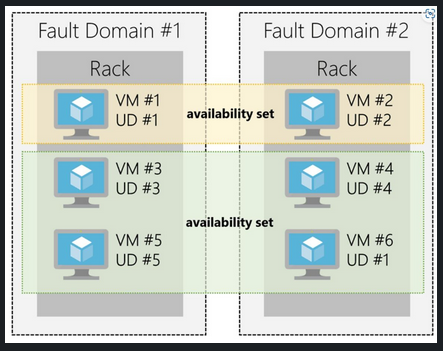 Fault Domain #1
Fault Domain #2
Rack
Rack
VM #1
UD #1
availability set
VM #2
UD #2
VM #3
UD #3
VM #4
UD #4
availability set
VM #5
UD #5
VM #6
UD #1